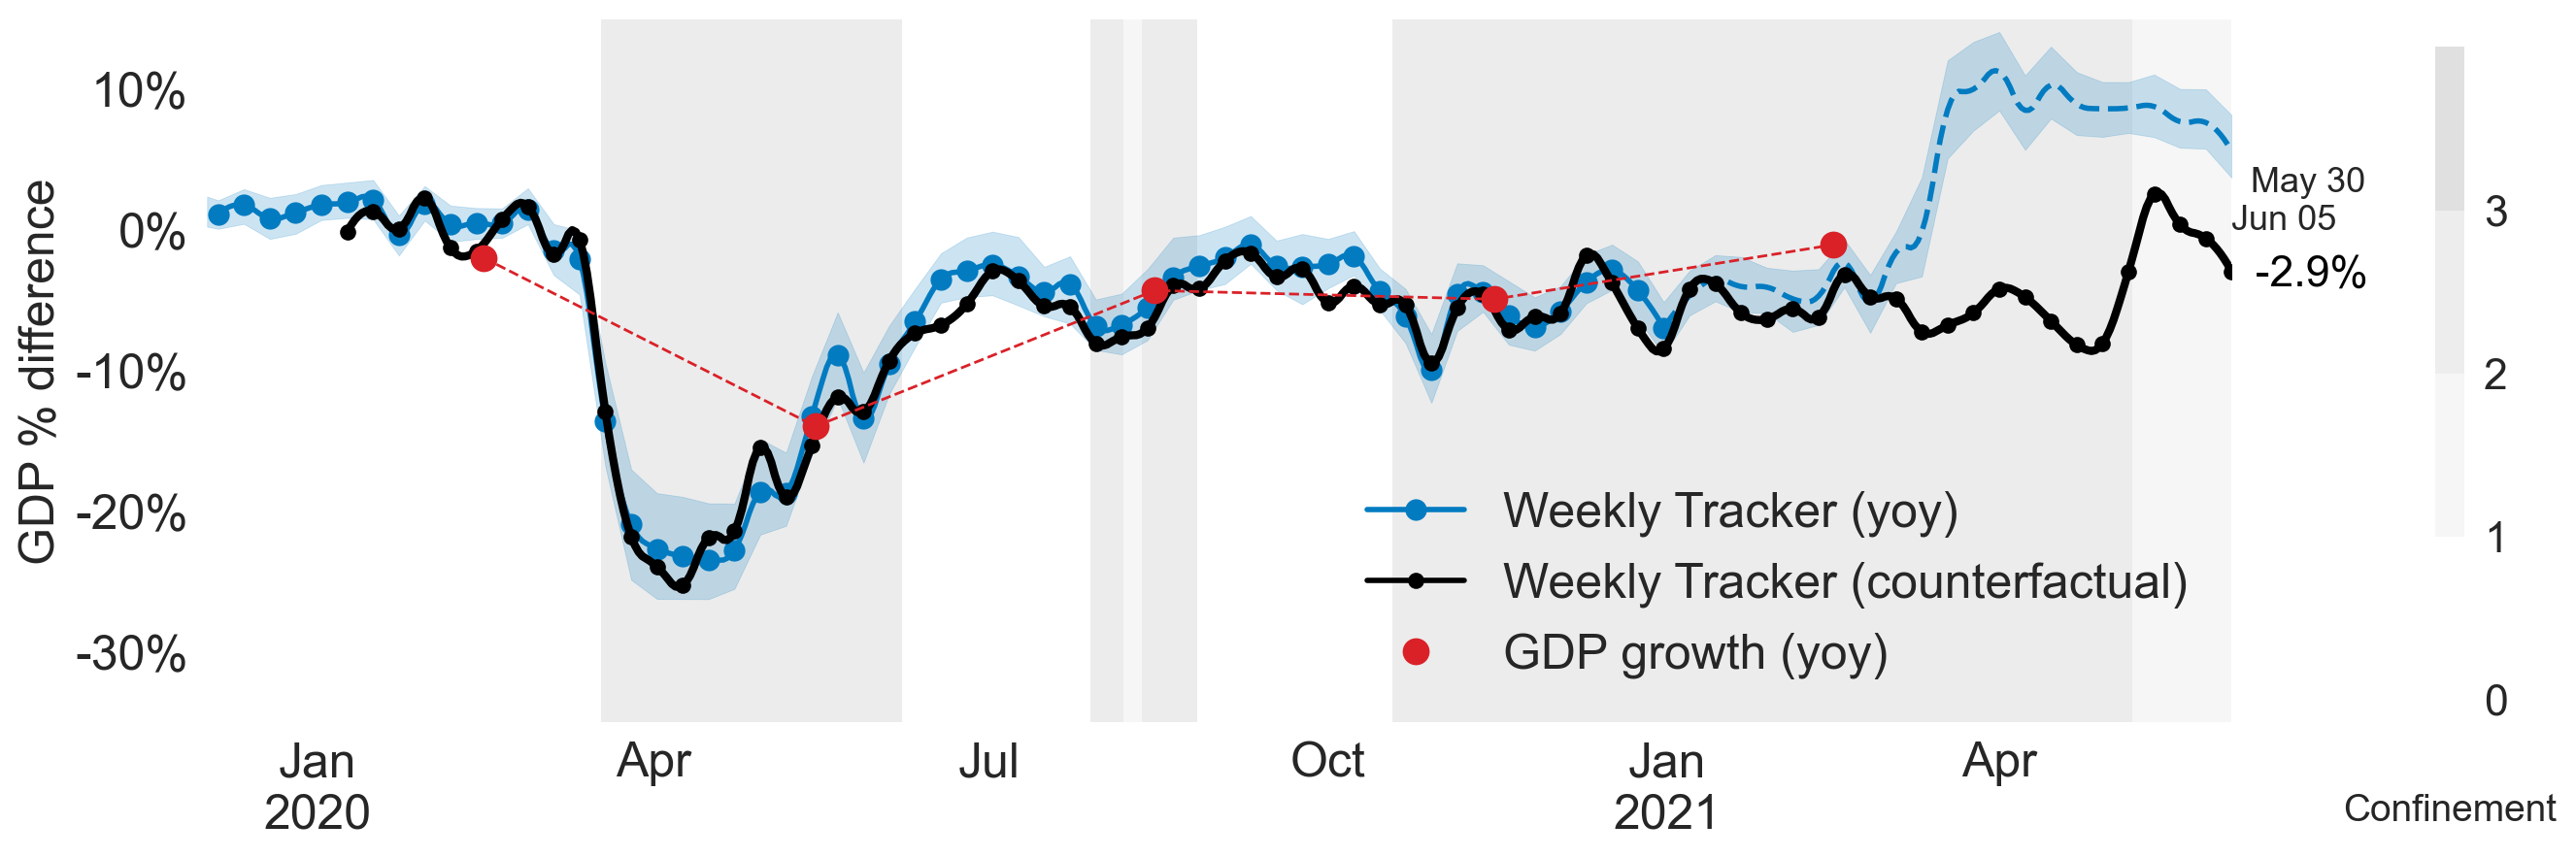 GDP % difference
10%
0%
-10%
-20%
-30%
Jan
2020
Apr
Jul
Oct
Jan
2021
Apr
Weekly Tracker (yoy)
Weekly Tracker (counterfactual)
GDP growth (yoy)
May 30
Jun 05
-2.9%
3
2
1
0
Confinement